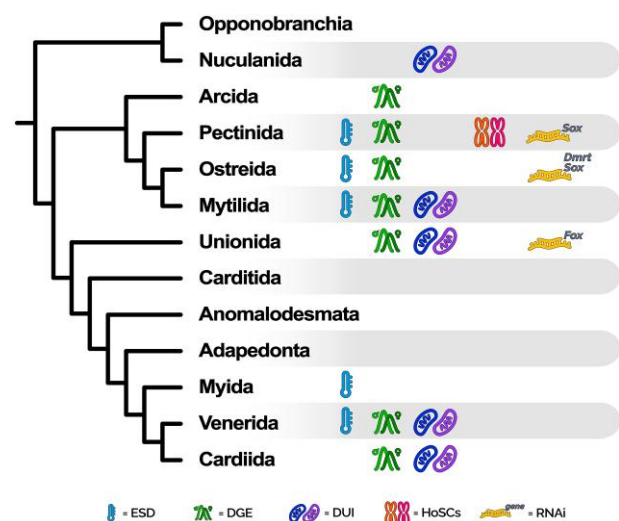 Opponobranchia
Nuculanida
Arcida
Pectinida Sox
Ostreida Dmrt Sox
Mytilida
Unionida Fox
Carditida
Anomalodesmata
Adapedonta
Myida
Venerida
Cardiida
= ESD = DGE = DUI = HoSCs gene = RNAi